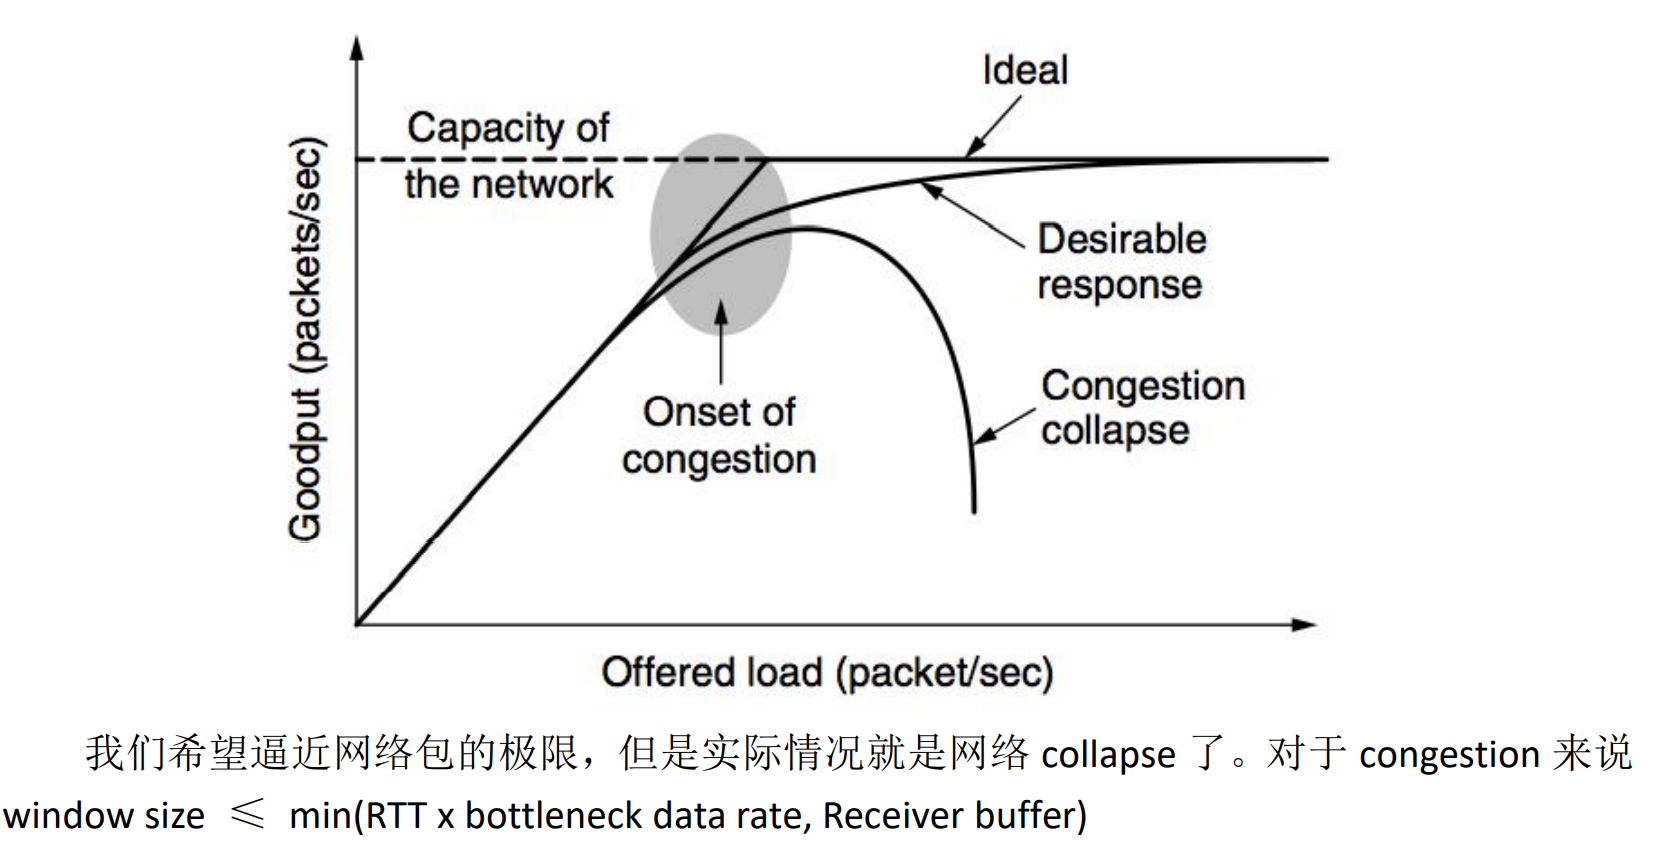 Ideal
Capacity of
the network
Desirable
response
Congestion
collapse
Onset of
congestion
Goodput (packets/sec)
Offered load (packet/sec)
我们希望逼近网络包的极限，但是实际情况就是网络 collapse 了。对于 congestion 来说
window size ≤ min(RTT x bottleneck data rate, Receiver buffer)